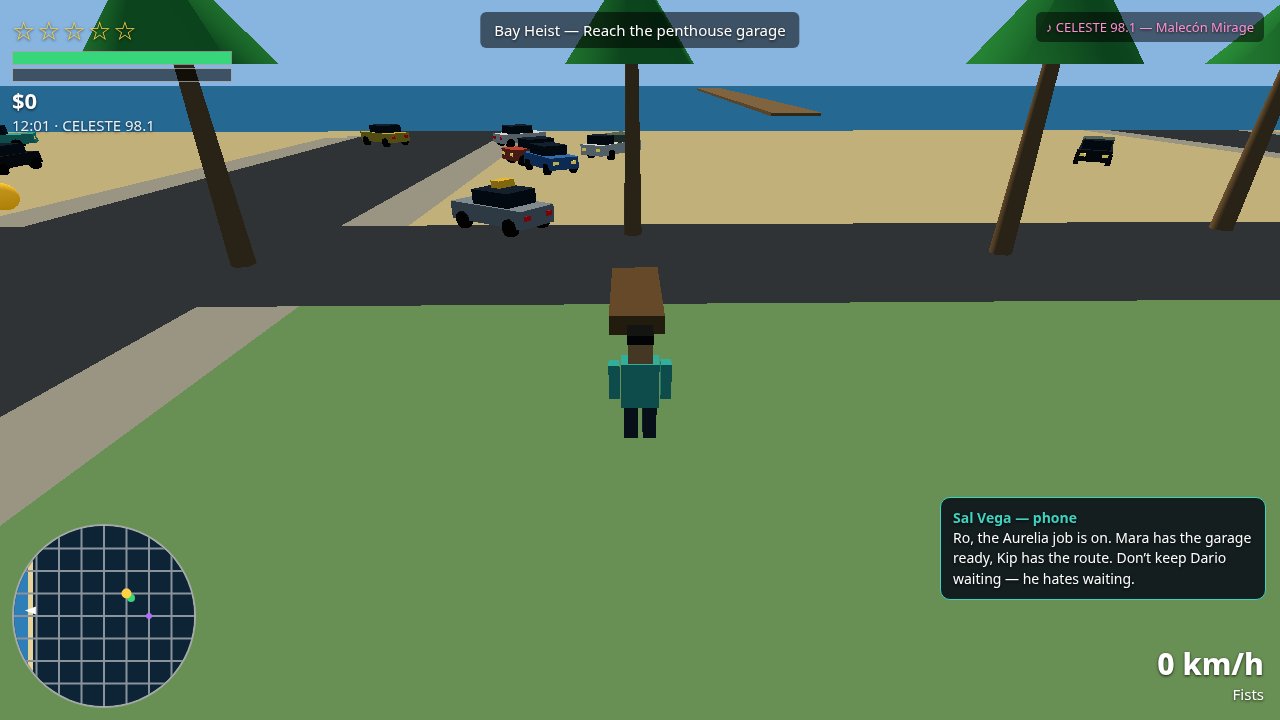 ☆☆☆☆☆
Bay Heist — Reach the penthouse garage
♪ CELESTE 98.1 — Malecón Mirage
$0
12:01 · CELESTE 98.1
Sal Vega — phone
Ro, the Aurelia job is on. Mara has the garage
ready, Kip has the route. Don’t keep Dario
waiting — he hates waiting.
0 km/h
Fists